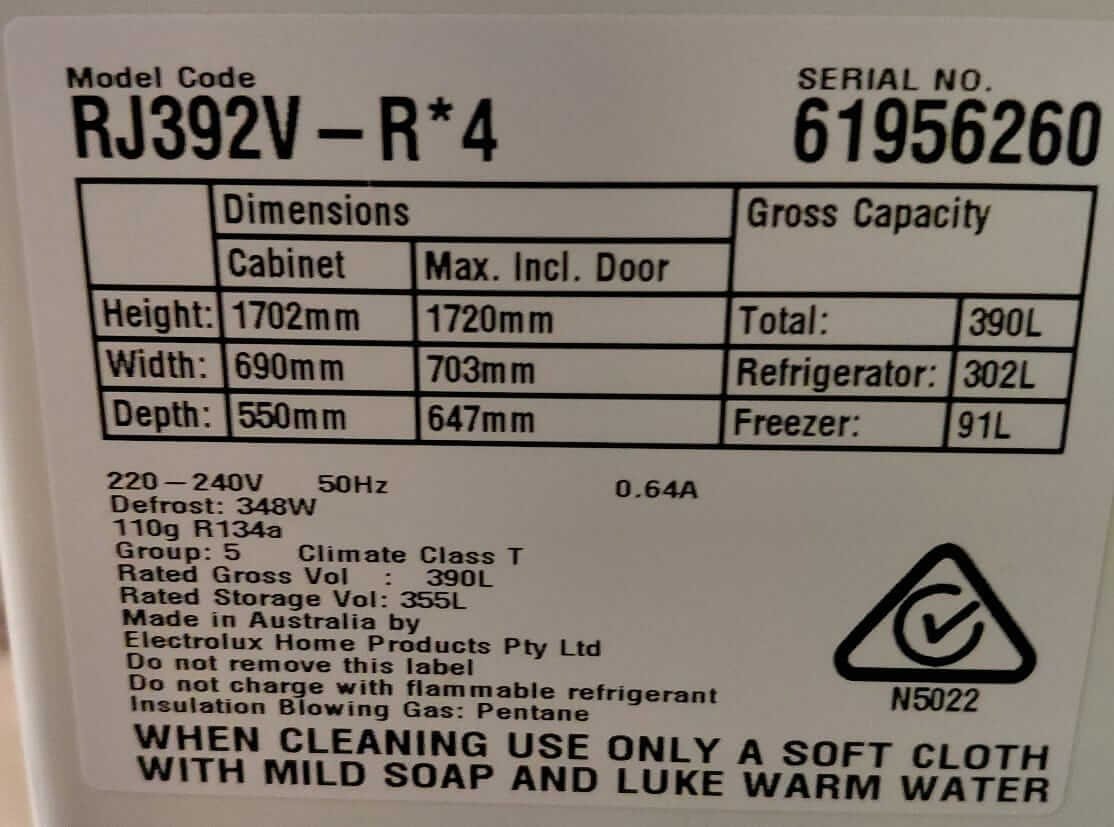 Model Code SERIAL NO.
RJ392V-R*4 61956260
Dimensions Gross Capacity
Cabinet Max. Incl. Door
Height: 1702mm 1720mm Total: 390L
Width: 690mm 703mm Refrigerator: 302L
Depth: 550mm 647mm Freezer: 91L
220-240V 50Hz 0.64A
Defrost: 348W
110g R134a
Group: 5 Climate Class T
Rated Gross Vol : 390L
Rated Storage Vol: 355L
Made in Australia by
Electrolux Home Products Pty Ltd
Do not remove this label
Do not charge with flammable refrigerant
Insulation Blowing Gas: Pentane
N5022
WHEN CLEANING USE ONLY A SOFT CLOTH
WITH MILD SOAP AND LUKE WARM WATER